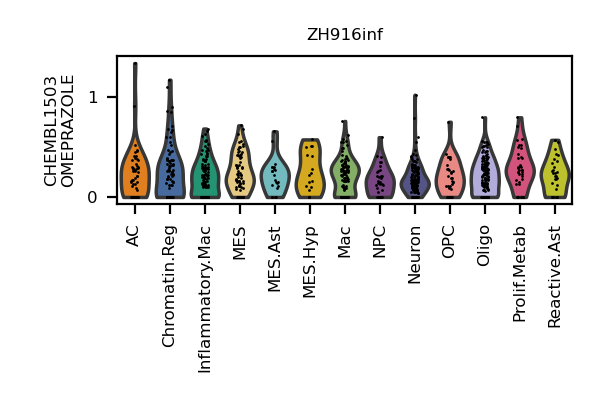 ZH916inf
CHEMBL1503
OMEPRAZOLE
1
0
AC
Chromatin.Reg
Inflammatory.Mac
MES
MES.Ast
MES.Hyp
Mac
NPC
Neuron
OPC
Oligo
Prolif.Metab
Reactive.Ast